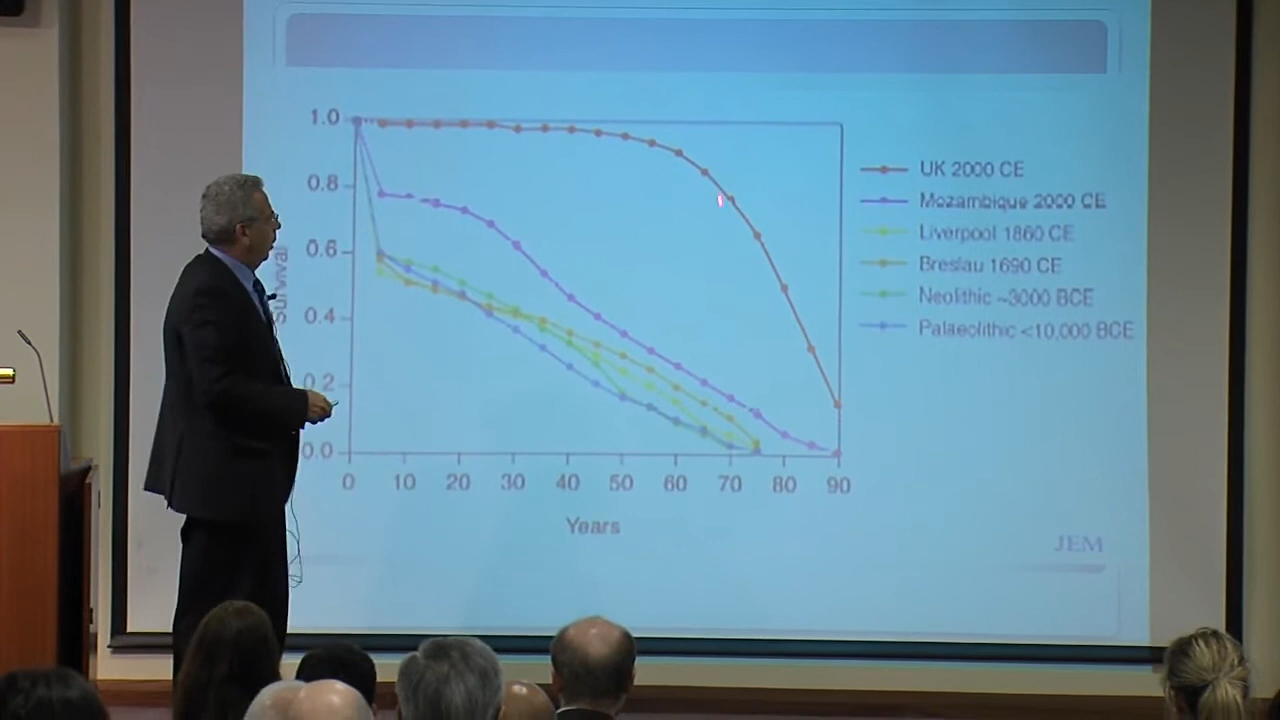 1.0
0.8
0.6
0.4
0.2
0.0
Survival
0 10 20 30 40 50 60 70 80 90
Years
UK 2000 CE
Mozambique 2000 CE
Liverpool 1860 CE
Breslau 1690 CE
Neolithic ~3000 BCE
Palaeolithic <10,000 BCE
JEM